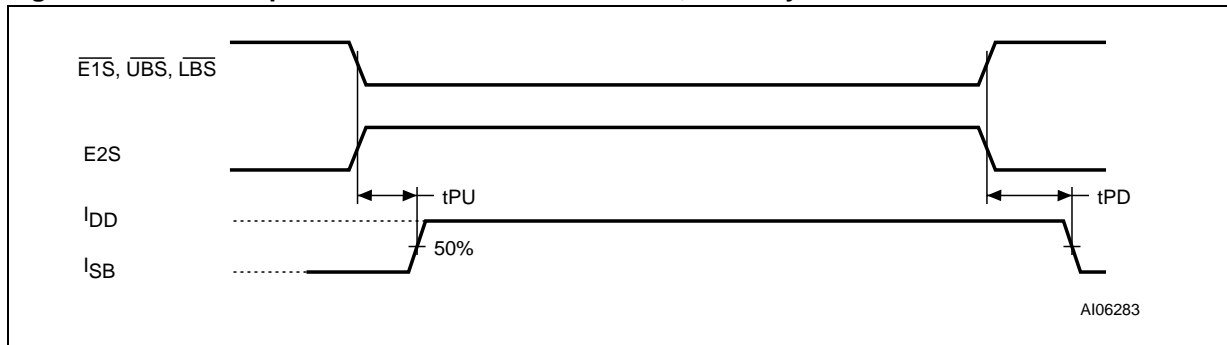 E1S, UBS, LBS
E2S
tPU
tPD
IDD
50%
ISB
AI06283